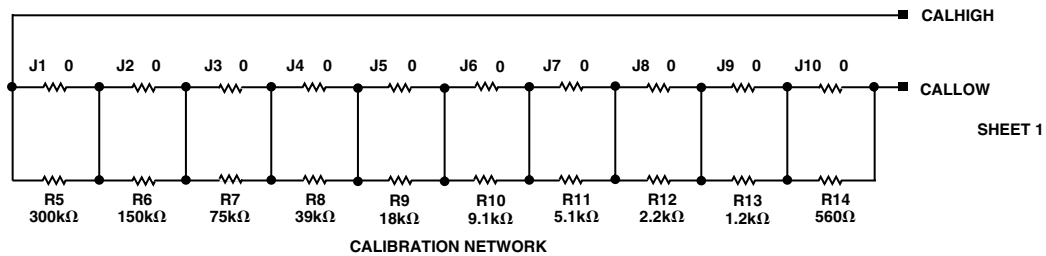 CALHIGH
J1 0 J2 0 J3 0 J4 0 J5 0 J6 0 J7 0 J8 0 J9 0 J10 0
CALLOW
SHEET 1
R5 R6 R7 R8 R9 R10 R11 R12 R13 R14
300kΩ 150kΩ 75kΩ 39kΩ 18kΩ 9.1kΩ 5.1kΩ 2.2kΩ 1.2kΩ 560Ω
CALIBRATION NETWORK